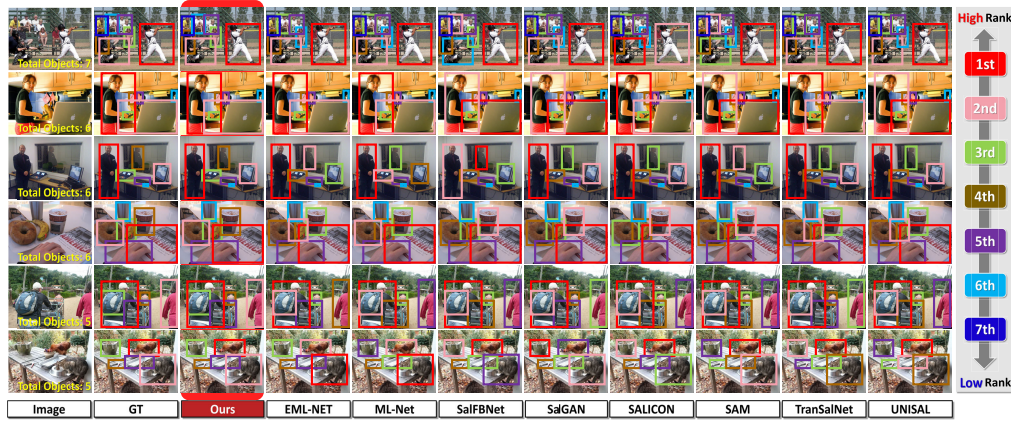 Total Objects: 7
Total Objects: 6
Total Objects: 6
Total Objects: 6
Total Objects: 5
Total Objects: 5
Image GT Ours EML-NET ML-Net SalFBNet SalGAN SALICON SAM TranSalNet UNISAL
High Rank
1st
2nd
3rd
4th
5th
6th
7th
Low Rank